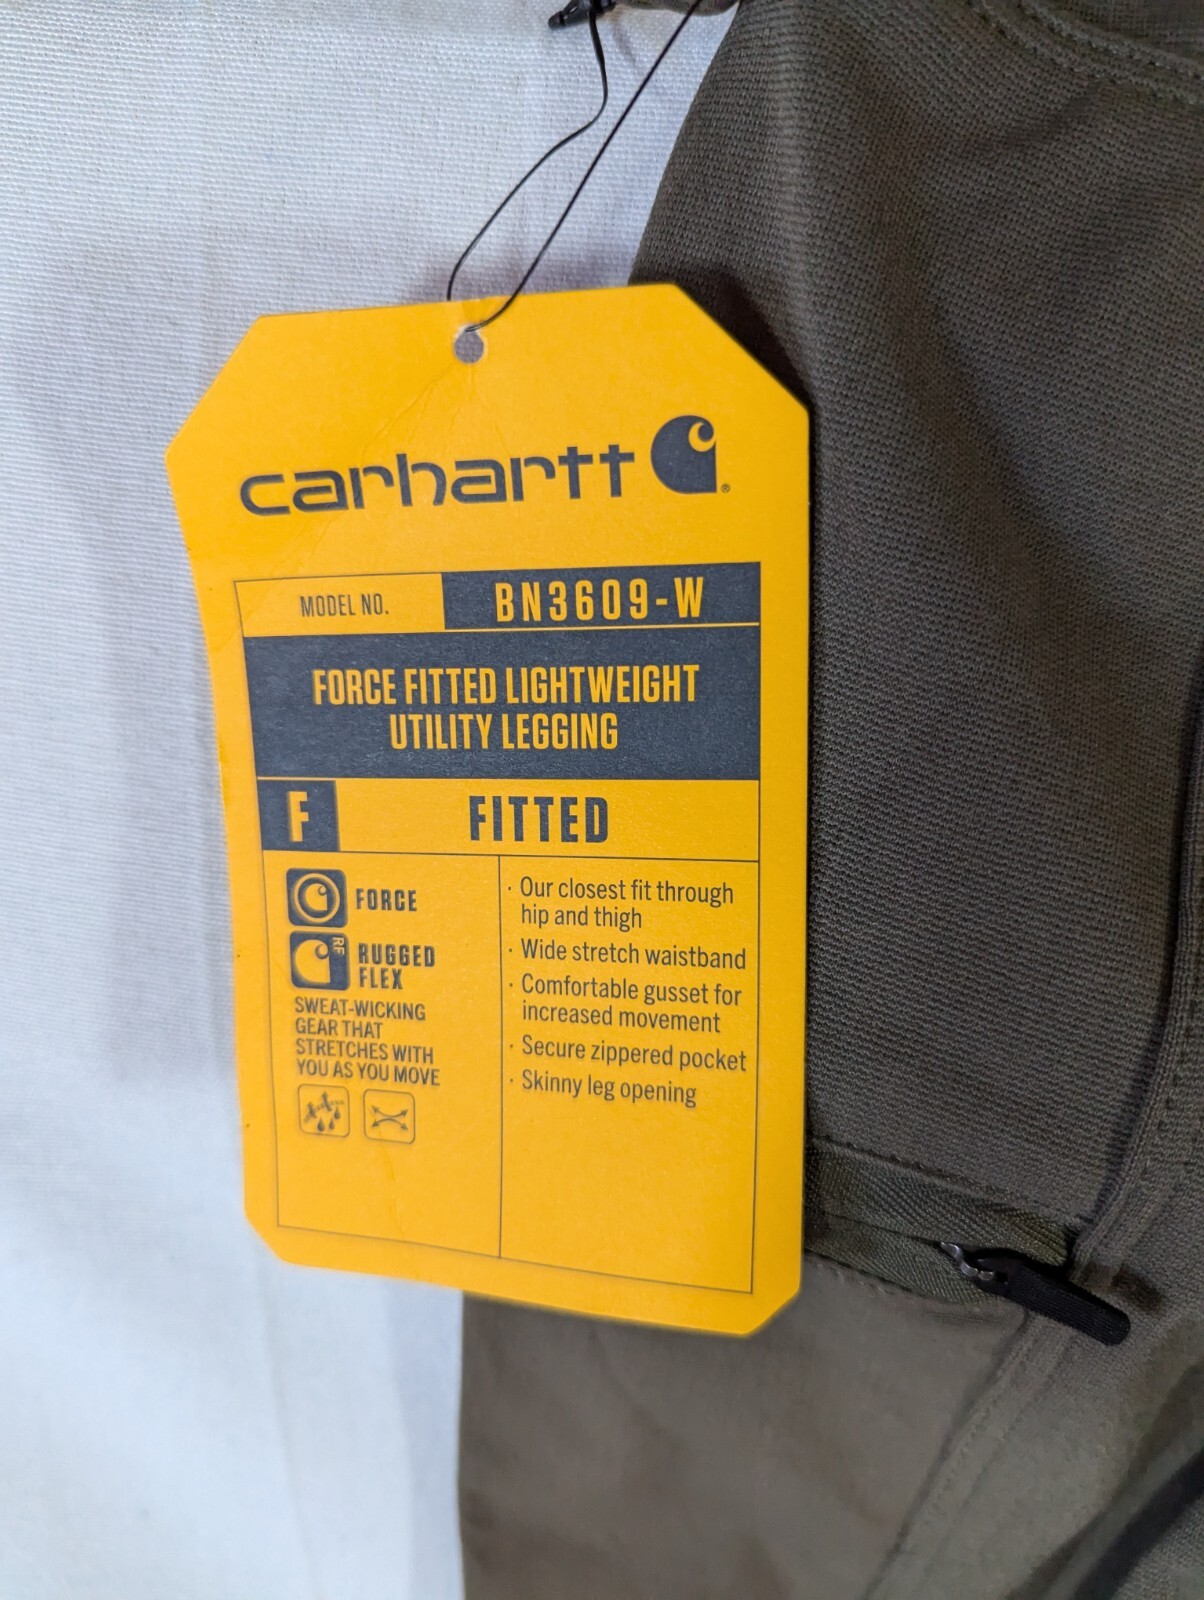 carhartt
MODEL NO. BN3609-W
FORCE FITTED LIGHTWEIGHT
UTILITY LEGGING
F FITTED
FORCE
RF
RUGGED
FLEX
SWEAT-WICKING
GEAR THAT
STRETCHES WITH
YOU AS YOU MOVE
· Our closest fit through
hip and thigh
· Wide stretch waistband
· Comfortable gusset for
increased movement
· Secure zippered pocket
· Skinny leg opening